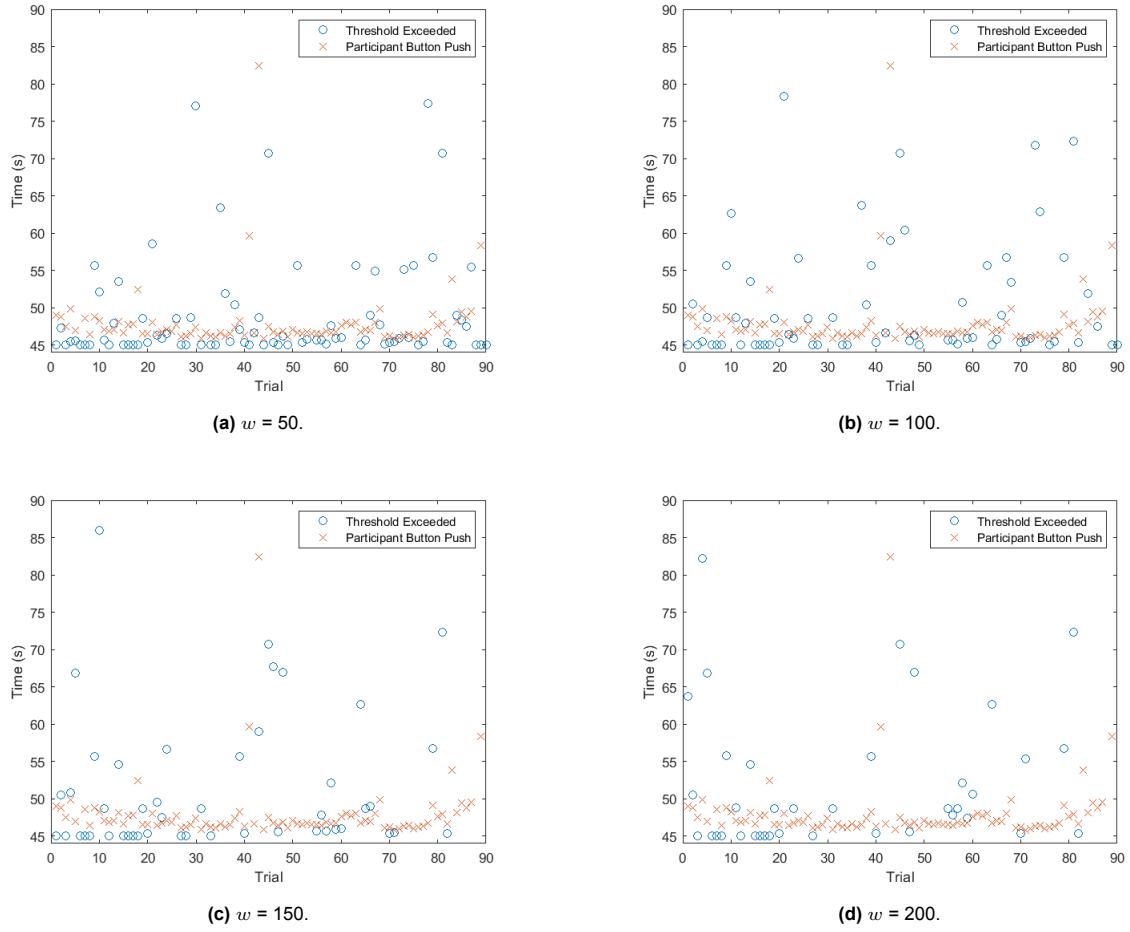 90
85
80
75
70
65
60
55
50
45
Time (s)
0 10 20 30 40 50 60 70 80 90
Trial
Threshold Exceeded
Participant Button Push
(a) w = 50.
90
85
80
75
70
65
60
55
50
45
Time (s)
0 10 20 30 40 50 60 70 80 90
Trial
Threshold Exceeded
Participant Button Push
(b) w = 100.
90
85
80
75
70
65
60
55
50
45
Time (s)
0 10 20 30 40 50 60 70 80 90
Trial
Threshold Exceeded
Participant Button Push
(c) w = 150.
90
85
80
75
70
65
60
55
50
45
Time (s)
0 10 20 30 40 50 60 70 80 90
Trial
Threshold Exceeded
Participant Button Push
(d) w = 200.